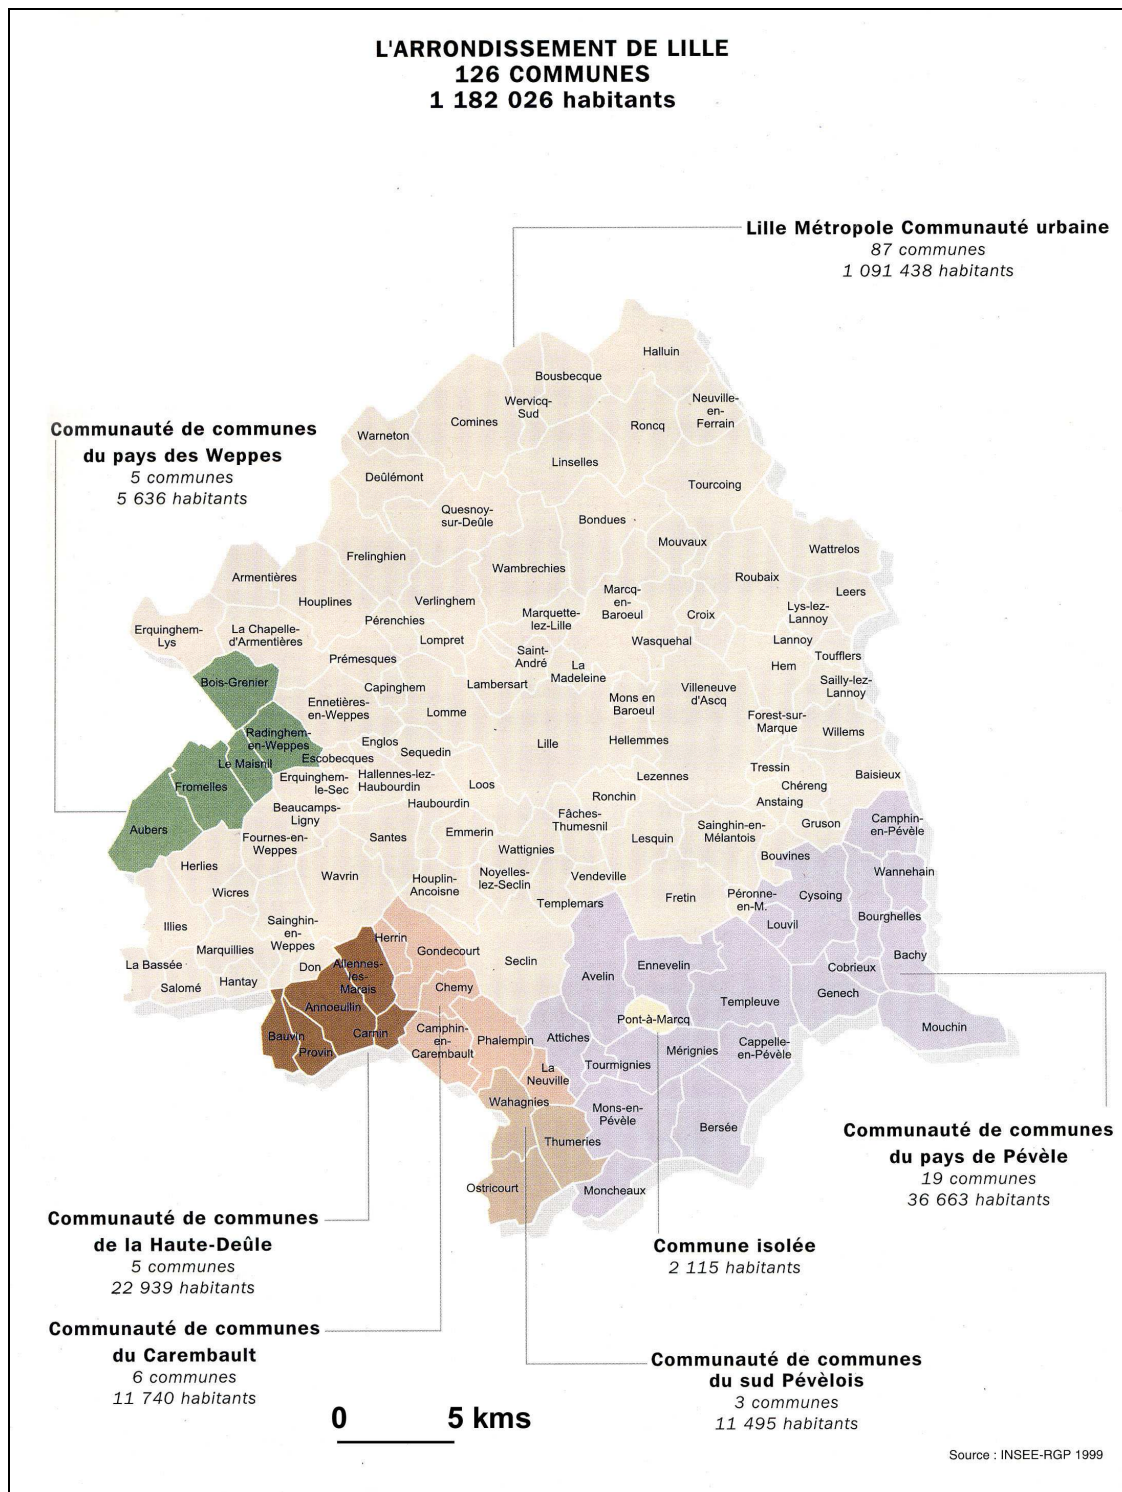 L'ARRONDISSEMENT DE LILLE
126 COMMUNES
1 182 026 habitants
Lille Métropole Communauté urbaine
87 communes
1 091 438 habitants
Communauté de communes
du pays des Weppes
5 communes
5 636 habitants
Halluin
Bousbecque
Wervicq-
Sud
Neuville-
en-
Ferrain
Comines
Roncq
Warneton
Linselles
Deûlémont
Tourcoing
Quesnoy-
sur-Deûle
Bondues
Mouvaux
Wattrelos
Frelinghien
Wambrechies
Armentières
Roubaix
Leers
Houplines
Verlinghem
Marcq-
en-
Baroeul
Marquette-
lez-Lille
Croix
Lys-lez-
Lannoy
Pérenchies
Erquinghem-
Lys
La Chapelle-
d'Armentières
Lompret
Wasquehal
Lannoy
Saint-
André
Toufflers
Prémesques
La
Madeleine
Hem
Bois-Grenier
Capinghem
Lambersart
Villeneuve
d'Ascq
Sailly-lez-
Lannoy
Ennetières-
en-Weppes
Mons en
Baroeul
Lomme
Forest-sur-
Marque
Willems
Radinghem-
en-Weppes
Englos
Lille
Hellemmes
Sequedin
Escobecques
Le Maisnil
Tressin
Erquinghem-
le-Sec
Hallennes-lez-
Haubourdin
Loos
Lezennes
Baisieux
Chéreng
Fromelles
Ronchin
Anstaing
Haubourdin
Beaucamps-
Ligny
Fâches-
Thumesnil
Camphin-
en-Pévèle
Aubers
Emmerin
Gruson
Sainghin-en-
Mélantois
Fournes-en-
Weppes
Santes
Lesquin
Wattignies
Bouvines
Herlies
Wannehain
Wavrin
Houplin-
Ancoisne
Noyelles-
lez-Seclin
Vendeville
Wicres
Fretin
Péronne-
en-M.
Cysoing
Templemars
Bourghelles
Louvil
Illies
Sainghin-
en-
Weppes
Herrin
Marquillies
Gondecourt
Bachy
La Bassée
Don
Allennes-
les-
Marais
Seclin
Ennevelin
Cobrieux
Avelin
Salomé
Hantay
Chemy
Genech
Annoeullin
Templeuve
Pont-à-Marcq
Mouchin
Bauvin
Carnin
Camphin-
en-
Carembault
Phalempin
Attiches
Provin
Mérignies
Cappelle-
en-Pévèle
Tourmignies
La
Neuville
Wahagnies
Mons-en-
Pévèle
Bersée
Thumeries
Ostricourt
Moncheaux
Communauté de communes
du pays de Pévèle
19 communes
36 663 habitants
Communauté de communes
de la Haute-Deûle
5 communes
22 939 habitants
Commune isolée
2 115 habitants
Communauté de communes
du Carembault
6 communes
11 740 habitants
Communauté de communes
du sud Pévèlois
3 communes
11 495 habitants
0 5 kms
Source : INSEE-RGP 1999